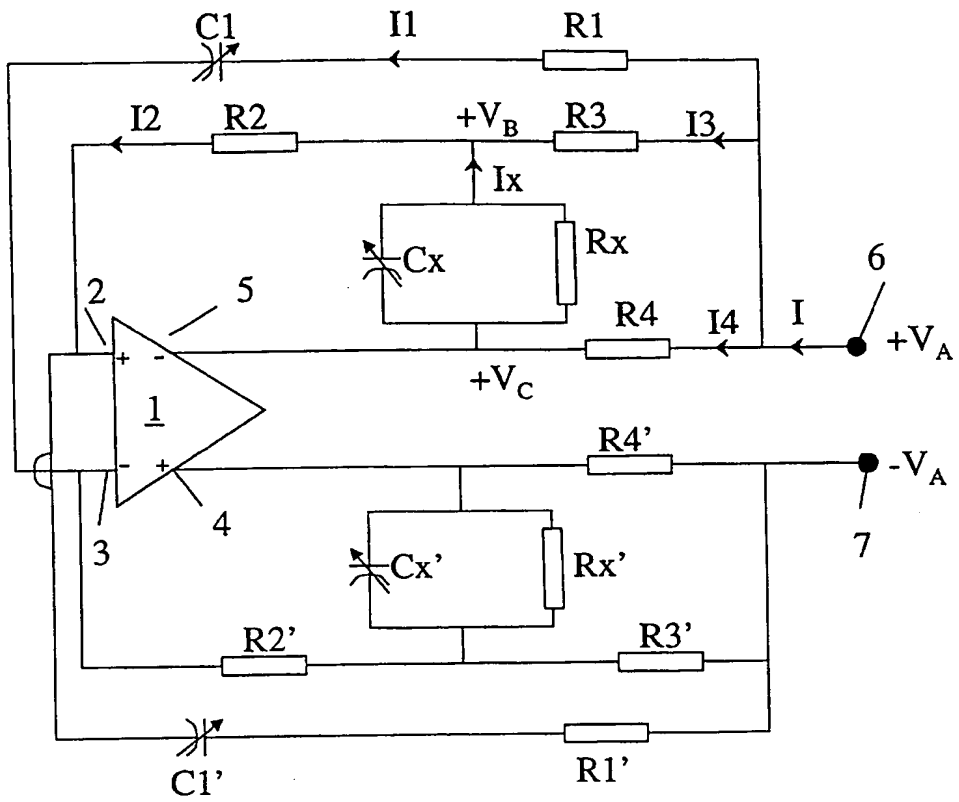 C1 I1 R1
I2 R2 +VB R3 I3
Ix
Cx Rx
2 5 6
R4 I4 I +VA
+ -
1 +VC
- + R4' -VA
3 4 7
Cx' Rx'
R2' R3'
C1' R1'